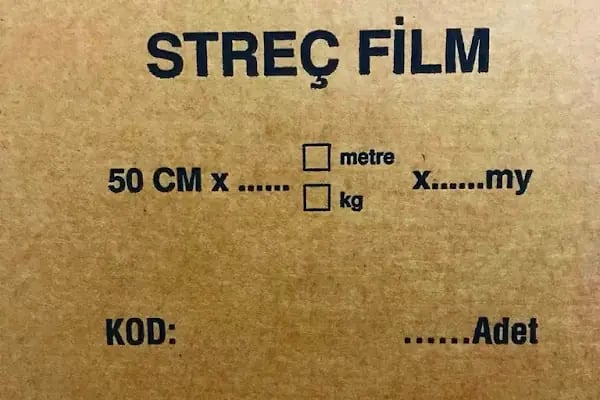 STREÇ FİLM
50 CM x ...... ☐ metre ☐ kg x......my
KOD: ......Adet